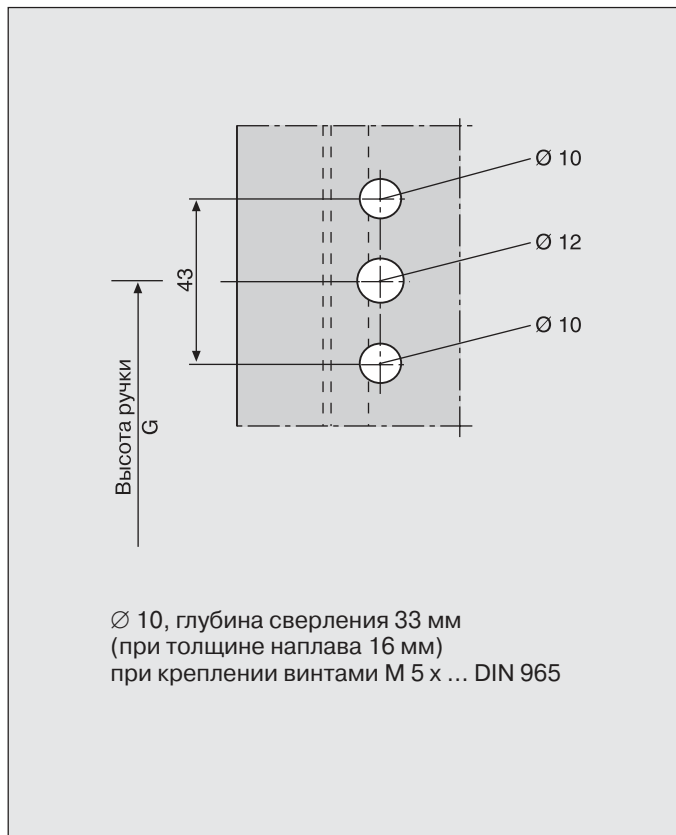 Ø 10
Ø 12
43
Ø 10
Высота ручки
G
Ø 10, глубина сверления 33 мм
(при толщине наплава 16 мм)
при креплении винтами М 5 x ... DIN 965